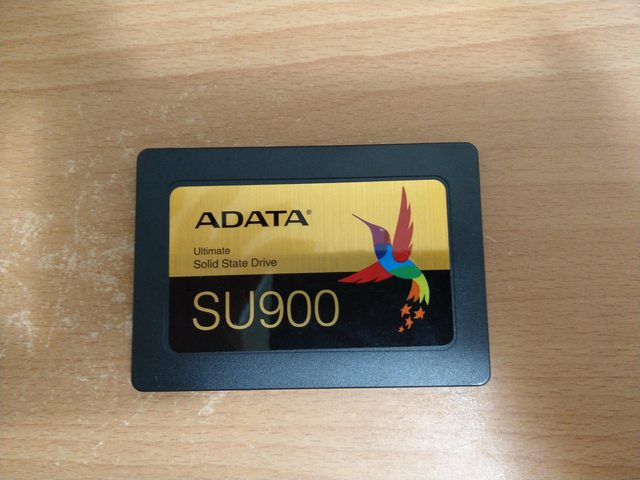 ADATA®
Ultimate
Solid State Drive
SU900